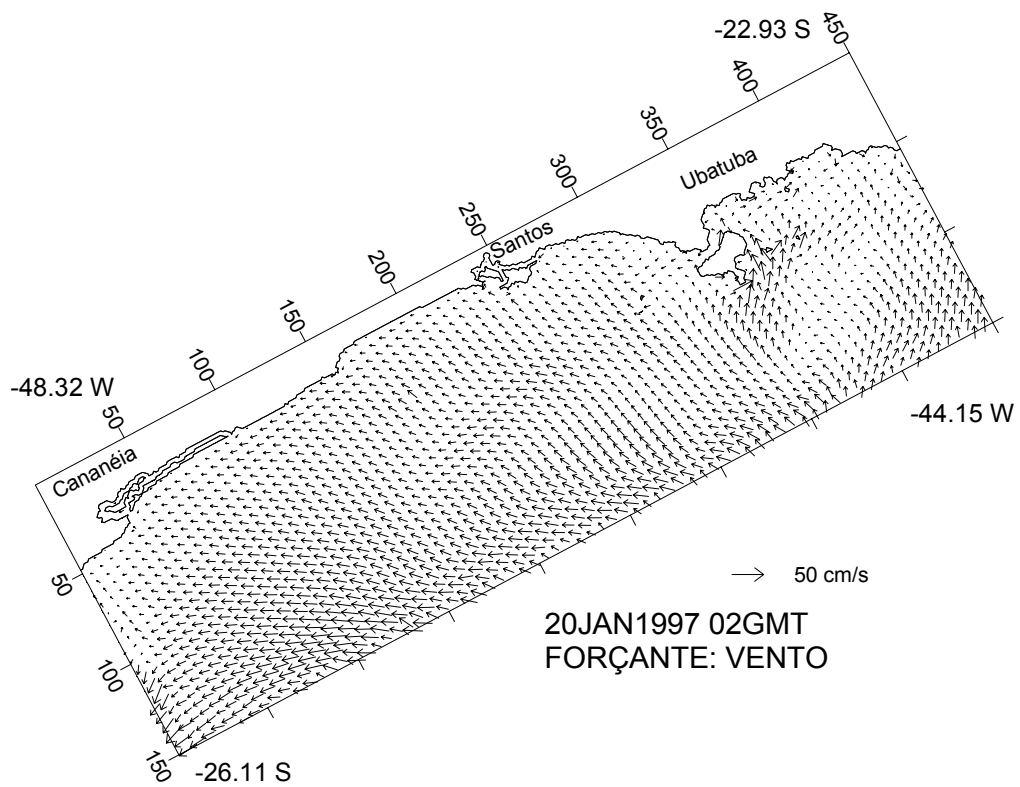 -22.93 S
450
400
350
300
250
200
150
100
50
Ubatuba
Santos
Cananéia
-48.32 W
-44.15 W
50
100
150
-26.11 S
50 cm/s
20JAN1997 02GMT
FORÇANTE: VENTO